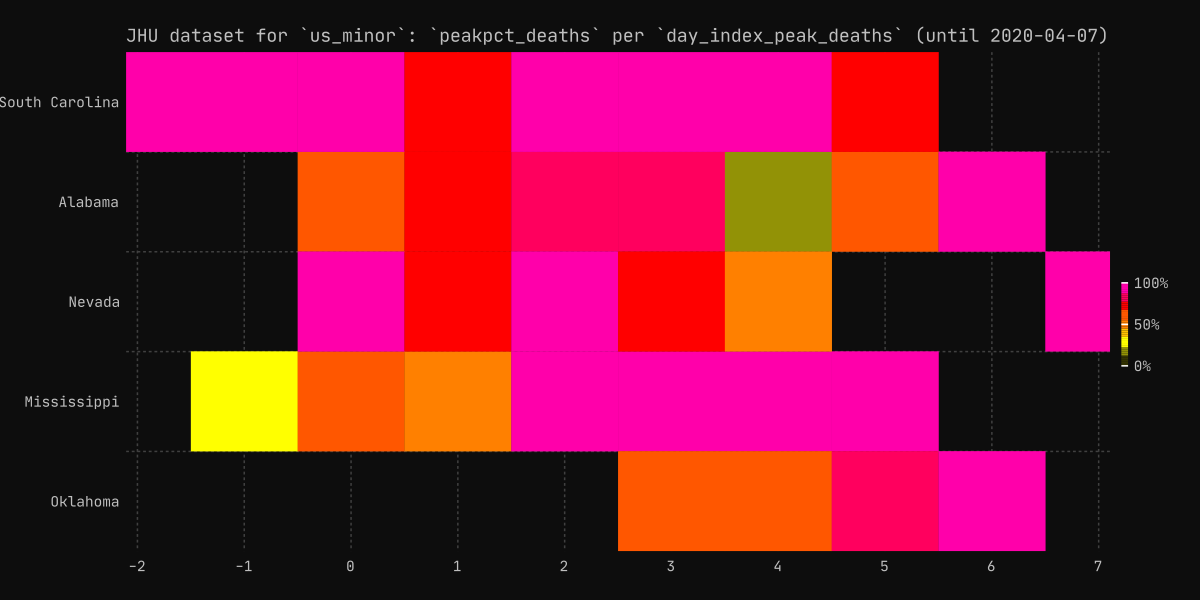 JHU dataset for `us_minor`: `peakpct_deaths` per `day_index_peak_deaths` (until 2020-04-07)
South Carolina
Alabama
Nevada
Mississippi
Oklahoma
100%
50%
0%
-2 -1 0 1 2 3 4 5 6 7